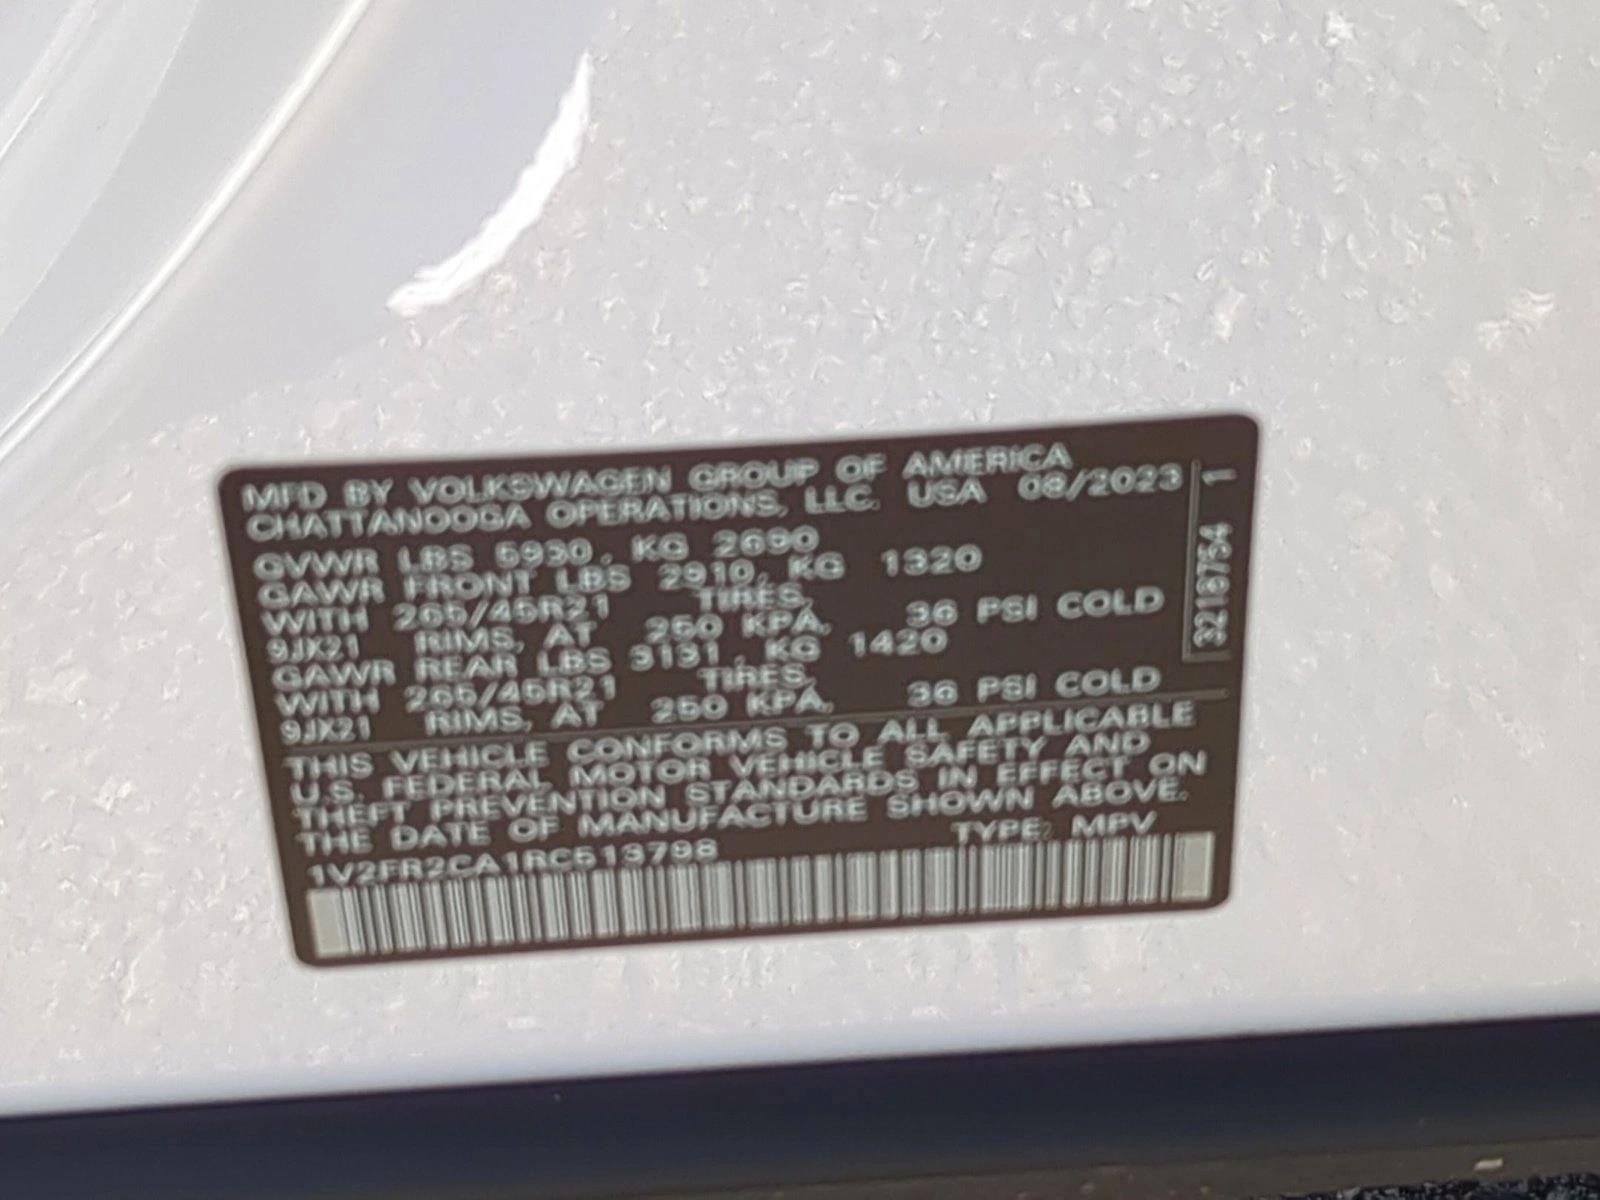 MFD BY VOLKSWAGEN GROUP OF AMERICA
CHATTANOOGA OPERATIONS, LLC. USA 08/2023
GVWR LBS 5930, KG 2690
GAWR FRONT LBS 2910, KG 1320
WITH 265/45R21 TIRES,
9JX21 RIMS, AT 250 KPA, 36 PSI COLD
GAWR REAR LBS 3131, KG 1420
WITH 265/45R21 TIRES,
9JX21 RIMS, AT 250 KPA, 36 PSI COLD
THIS VEHICLE CONFORMS TO ALL APPLICABLE
U.S. FEDERAL MOTOR VEHICLE SAFETY AND
THEFT PREVENTION STANDARDS IN EFFECT ON
THE DATE OF MANUFACTURE SHOWN ABOVE.
1V2FR2CA1RC513798 TYPE: MPV
3218754 1